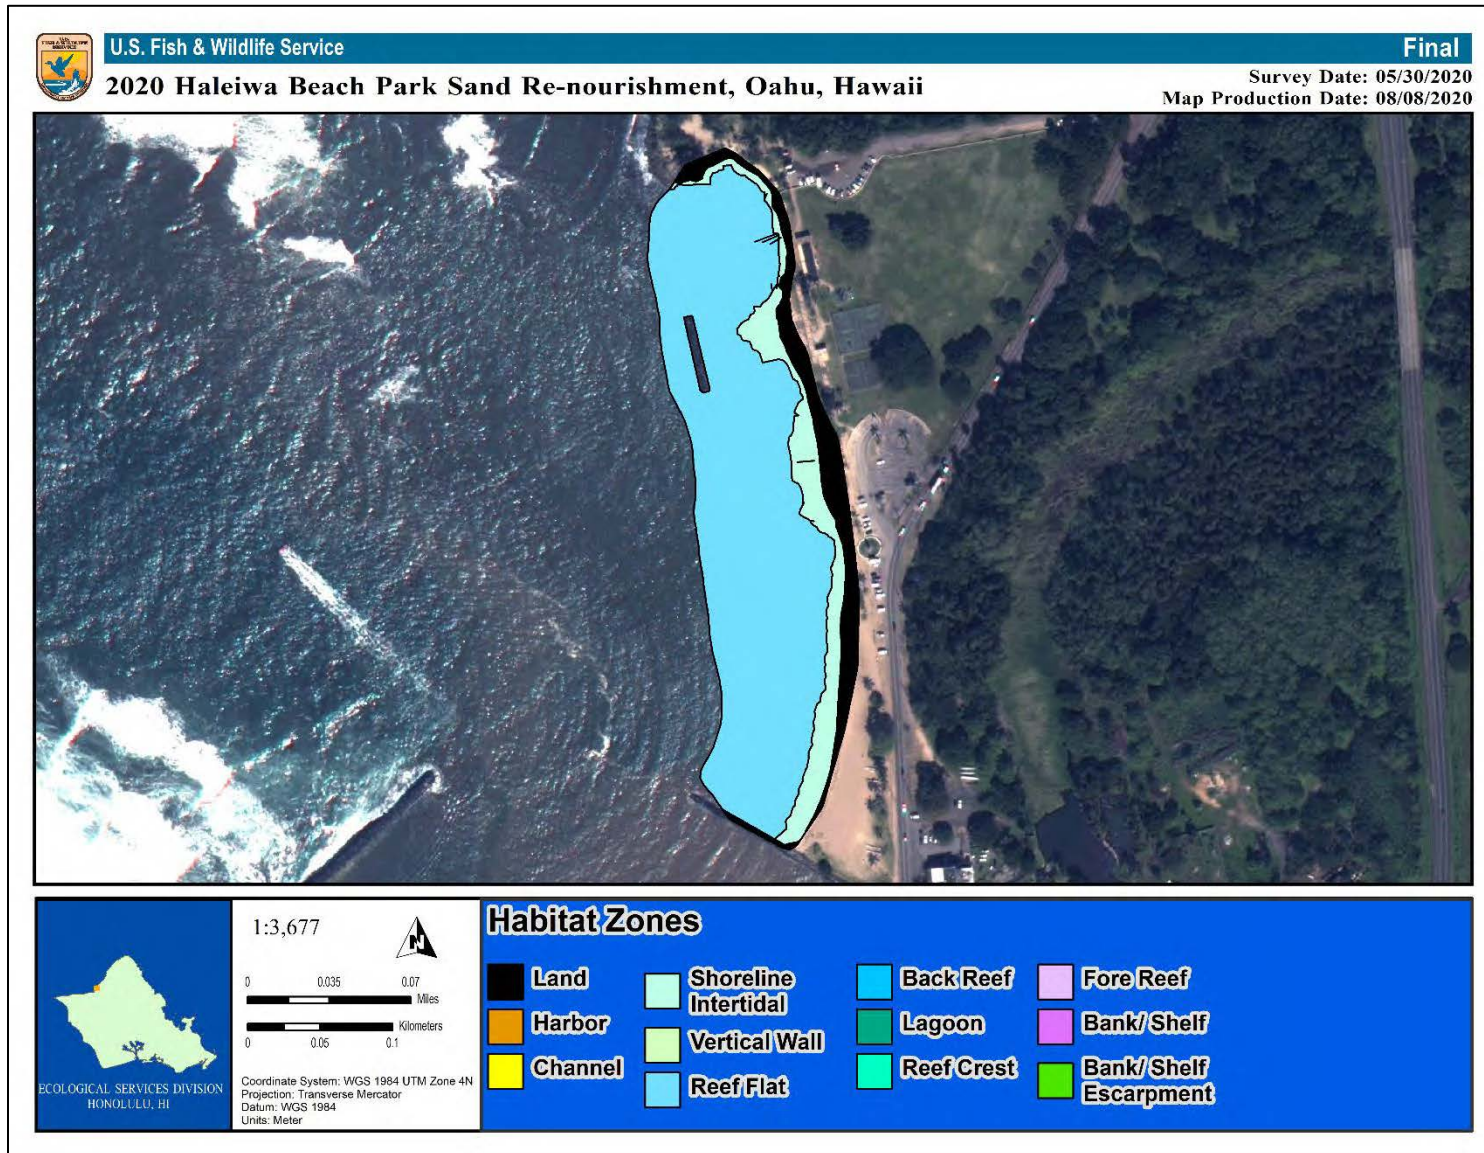 U.S. Fish & Wildlife Service
Final
2020 Haleiwa Beach Park Sand Re-nourishment, Oahu, Hawaii
Survey Date: 05/30/2020
Map Production Date: 08/08/2020
ECOLOGICAL SERVICES DIVISION
HONOLULU, HI
1:3,677
N
0 0.035 0.07
Miles
Kilometers
0 0.05 0.1
Coordinate System: WGS 1984 UTM Zone 4N
Projection: Transverse Mercator
Datum: WGS 1984
Units: Meter
Habitat Zones
Land
Harbor
Channel
Shoreline
Intertidal
Vertical Wall
Reef Flat
Back Reef
Lagoon
Reef Crest
Fore Reef
Bank/ Shelf
Bank/ Shelf
Escarpment